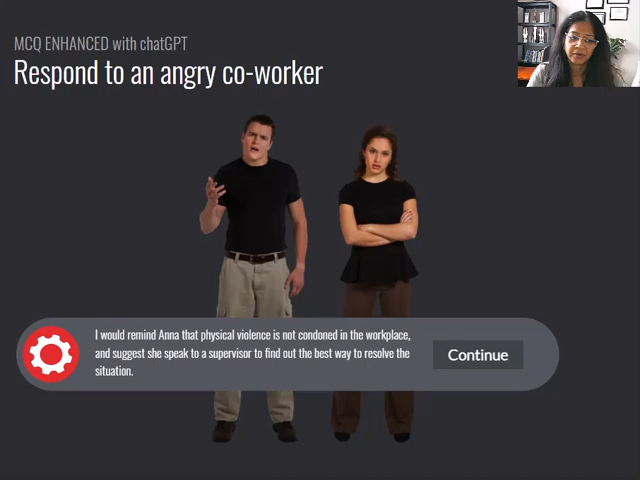 MCQ ENHANCED with chatGPT
Respond to an angry co-worker
I would remind Anna that physical violence is not condoned in the workplace,
and suggest she speak to a supervisor to find out the best way to resolve the
situation.
Continue